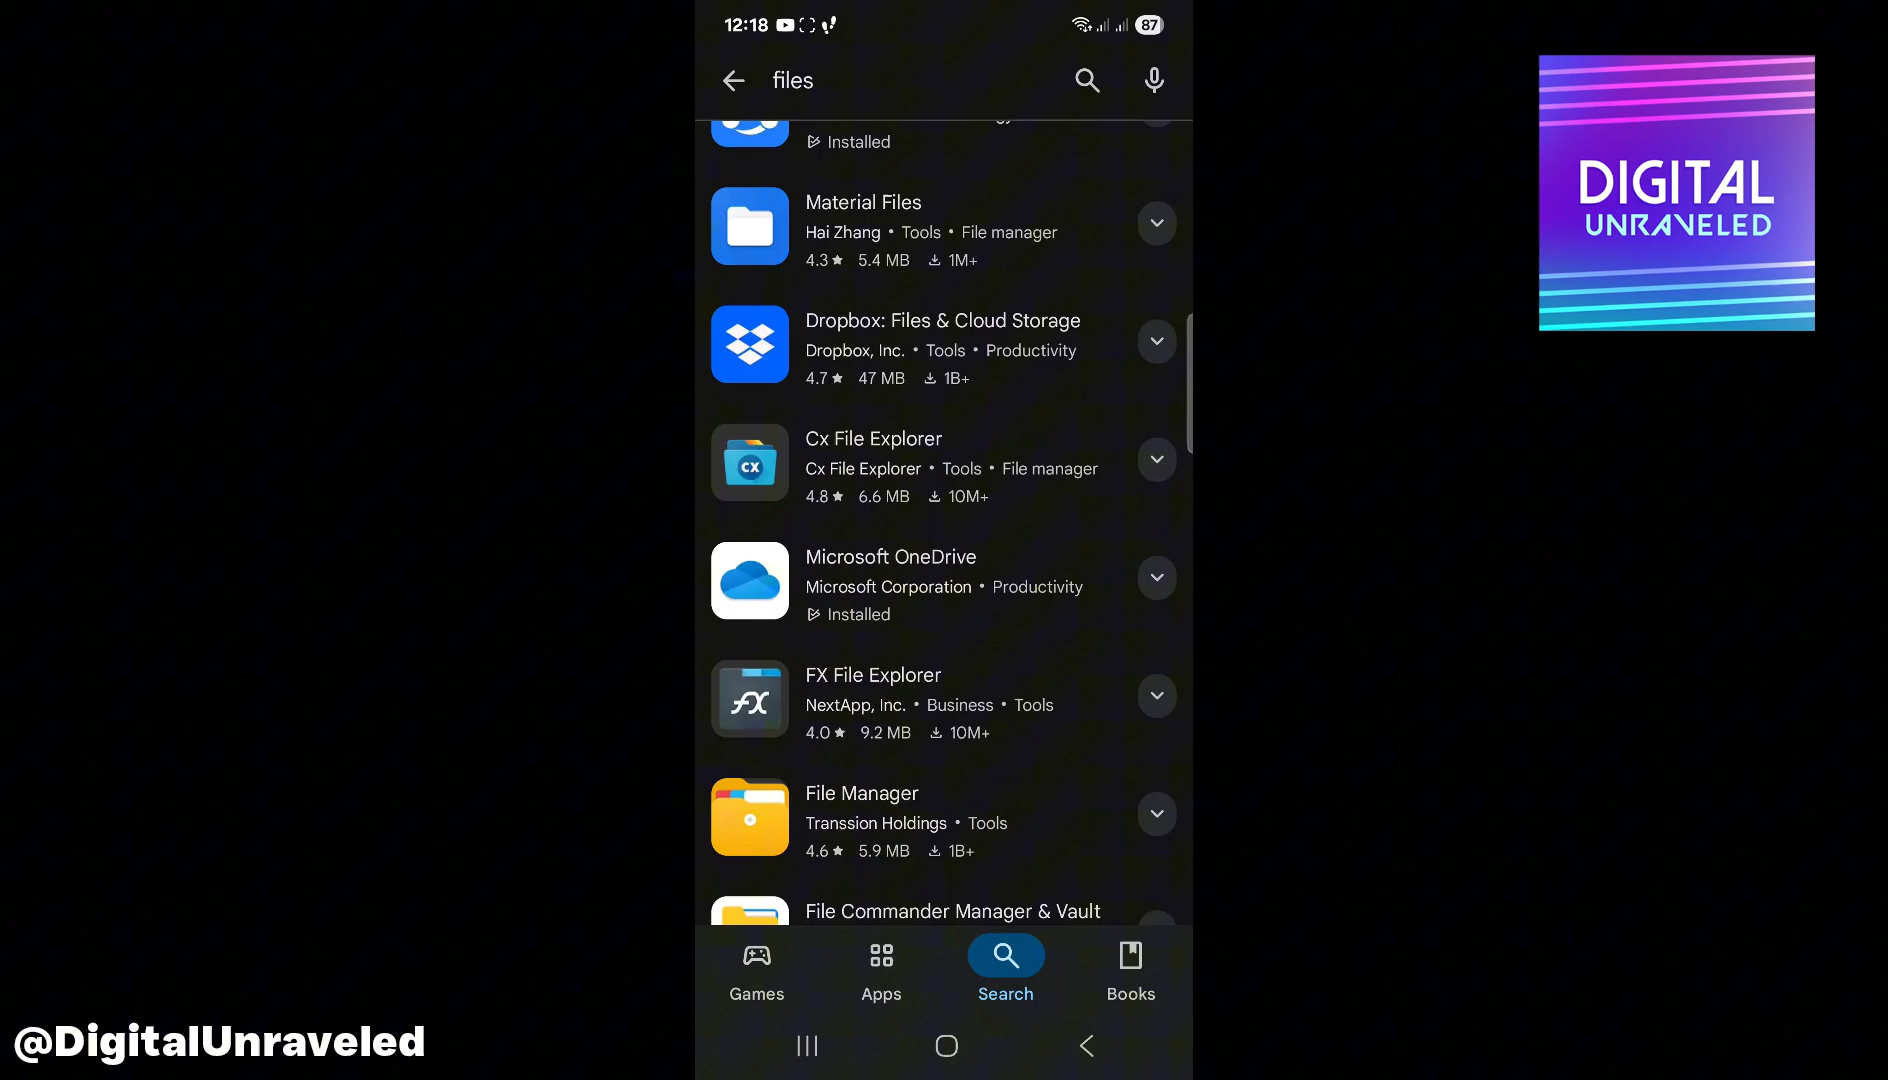 12:18
87
files
Installed
Material Files
Hai Zhang • Tools • File manager
4.3★ 5.4 MB 1M+
Dropbox: Files & Cloud Storage
Dropbox, Inc. • Tools • Productivity
4.7★ 47 MB 1B+
CX
Cx File Explorer
Cx File Explorer • Tools • File manager
4.8★ 6.6 MB 10M+
Microsoft OneDrive
Microsoft Corporation • Productivity
Installed
FX
FX File Explorer
NextApp, Inc. • Business • Tools
4.0★ 9.2 MB 10M+
File Manager
Transsion Holdings • Tools
4.6★ 5.9 MB 1B+
File Commander Manager & Vault
Games
Apps
Search
Books
DIGITAL
UNRAVELED
@DigitalUnraveled